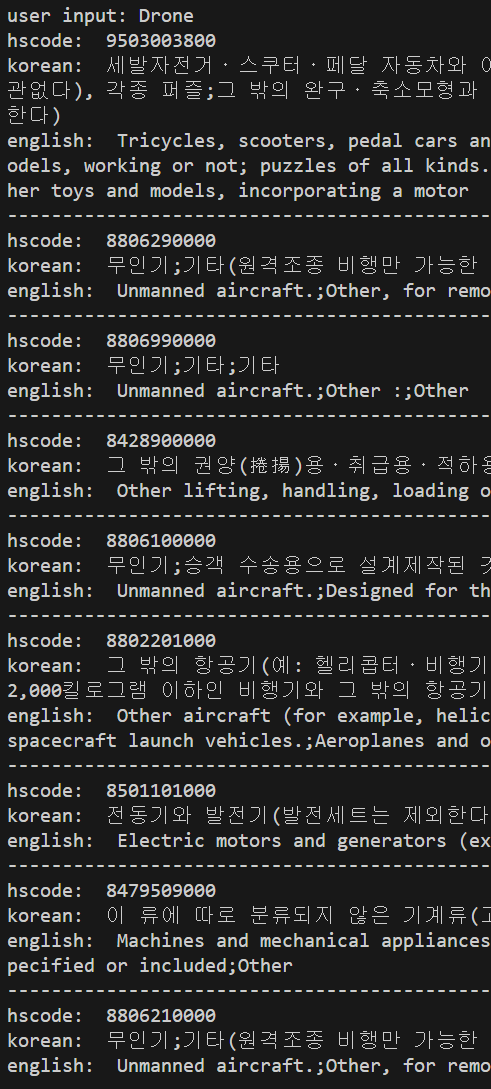 user input: Drone
hscode:  9503003800
korean:  세발자전거ㆍ스쿠터ㆍ페달 자동차와 이
관없다), 각종 퍼즐;그 밖의 완구ㆍ축소모형과
한다)
english:  Tricycles, scooters, pedal cars an
odels, working or not; puzzles of all kinds.
her toys and models, incorporating a motor
--------------------------------------------
hscode:  8806290000
korean:  무인기;기타(원격조종 비행만 가능한
english:  Unmanned aircraft.;Other, for remo
--------------------------------------------
hscode:  8806990000
korean:  무인기;기타;기타
english:  Unmanned aircraft.;Other :;Other
--------------------------------------------
hscode:  8428900000
korean:  그 밖의 권양(捲揚)용ㆍ취급용ㆍ적하용
english:  Other lifting, handling, loading o
--------------------------------------------
hscode:  8806100000
korean:  무인기;승객 수송용으로 설계제작된 것
english:  Unmanned aircraft.;Designed for th
--------------------------------------------
hscode:  8802201000
korean:  그 밖의 항공기(예: 헬리콥터ㆍ비행기
2,000킬로그램 이하인 비행기와 그 밖의 항공기
english:  Other aircraft (for example, helic
spacecraft launch vehicles.;Aeroplanes and o
--------------------------------------------
hscode:  8501101000
korean:  전동기와 발전기(발전세트는 제외한다
english:  Electric motors and generators (ex
--------------------------------------------
hscode:  8479509000
korean:  이 류에 따로 분류되지 않은 기계류(고
english:  Machines and mechanical appliances
pecified or included;Other
--------------------------------------------
hscode:  8806210000
korean:  무인기;기타(원격조종 비행만 가능한
english:  Unmanned aircraft.;Other, for remo